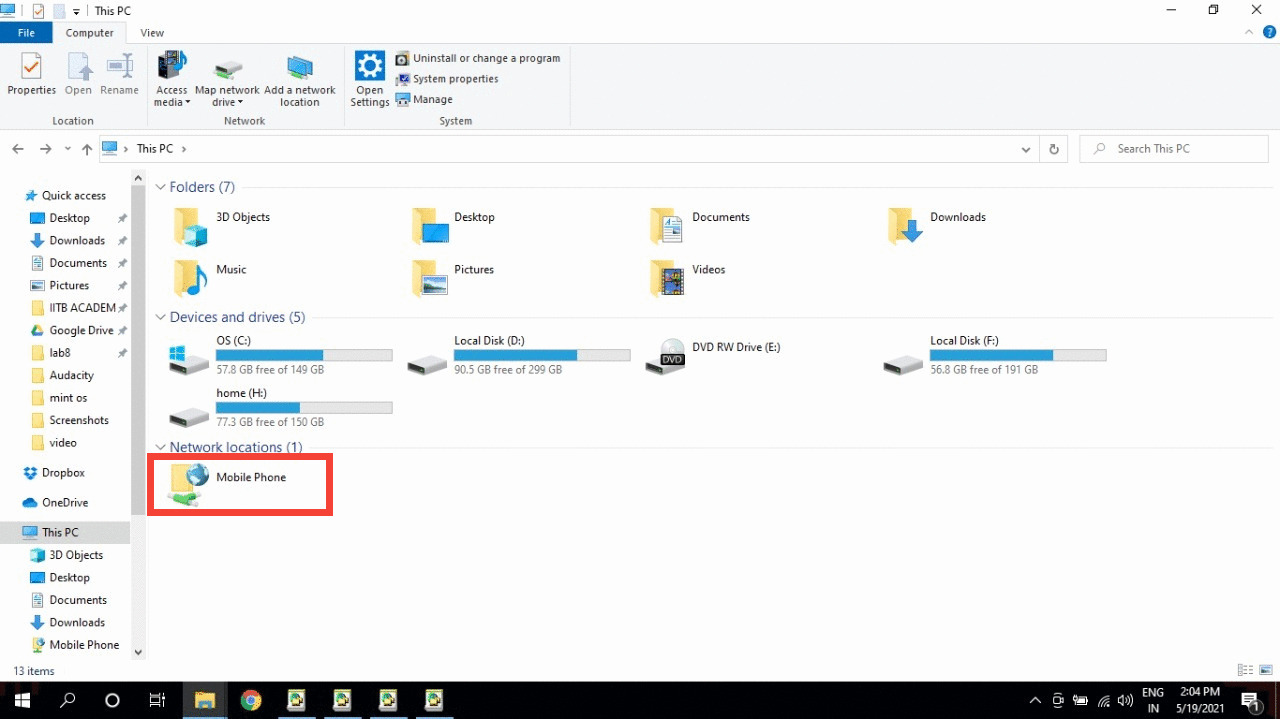 This PC
File
Computer
View
Properties
Open
Rename
Access media
Map network drive
Add a network location
Open Settings
Uninstall or change a program
System properties
Manage
Location
Network
System
This PC
Search This PC
Quick access
Desktop
Downloads
Documents
Pictures
IITB ACADEM
Google Drive
lab8
Audacity
mint os
Screenshots
video
Dropbox
OneDrive
This PC
3D Objects
Desktop
Documents
Downloads
Mobile Phone
Folders (7)
3D Objects
Desktop
Documents
Downloads
Music
Pictures
Videos
Devices and drives (5)
OS (C:)
57.8 GB free of 149 GB
Local Disk (D:)
90.5 GB free of 299 GB
DVD RW Drive (E:)
DVD
Local Disk (F:)
56.8 GB free of 191 GB
home (H:)
77.3 GB free of 150 GB
Network locations (1)
Mobile Phone
13 items
ENG
IN
2:04 PM
5/19/2021
1